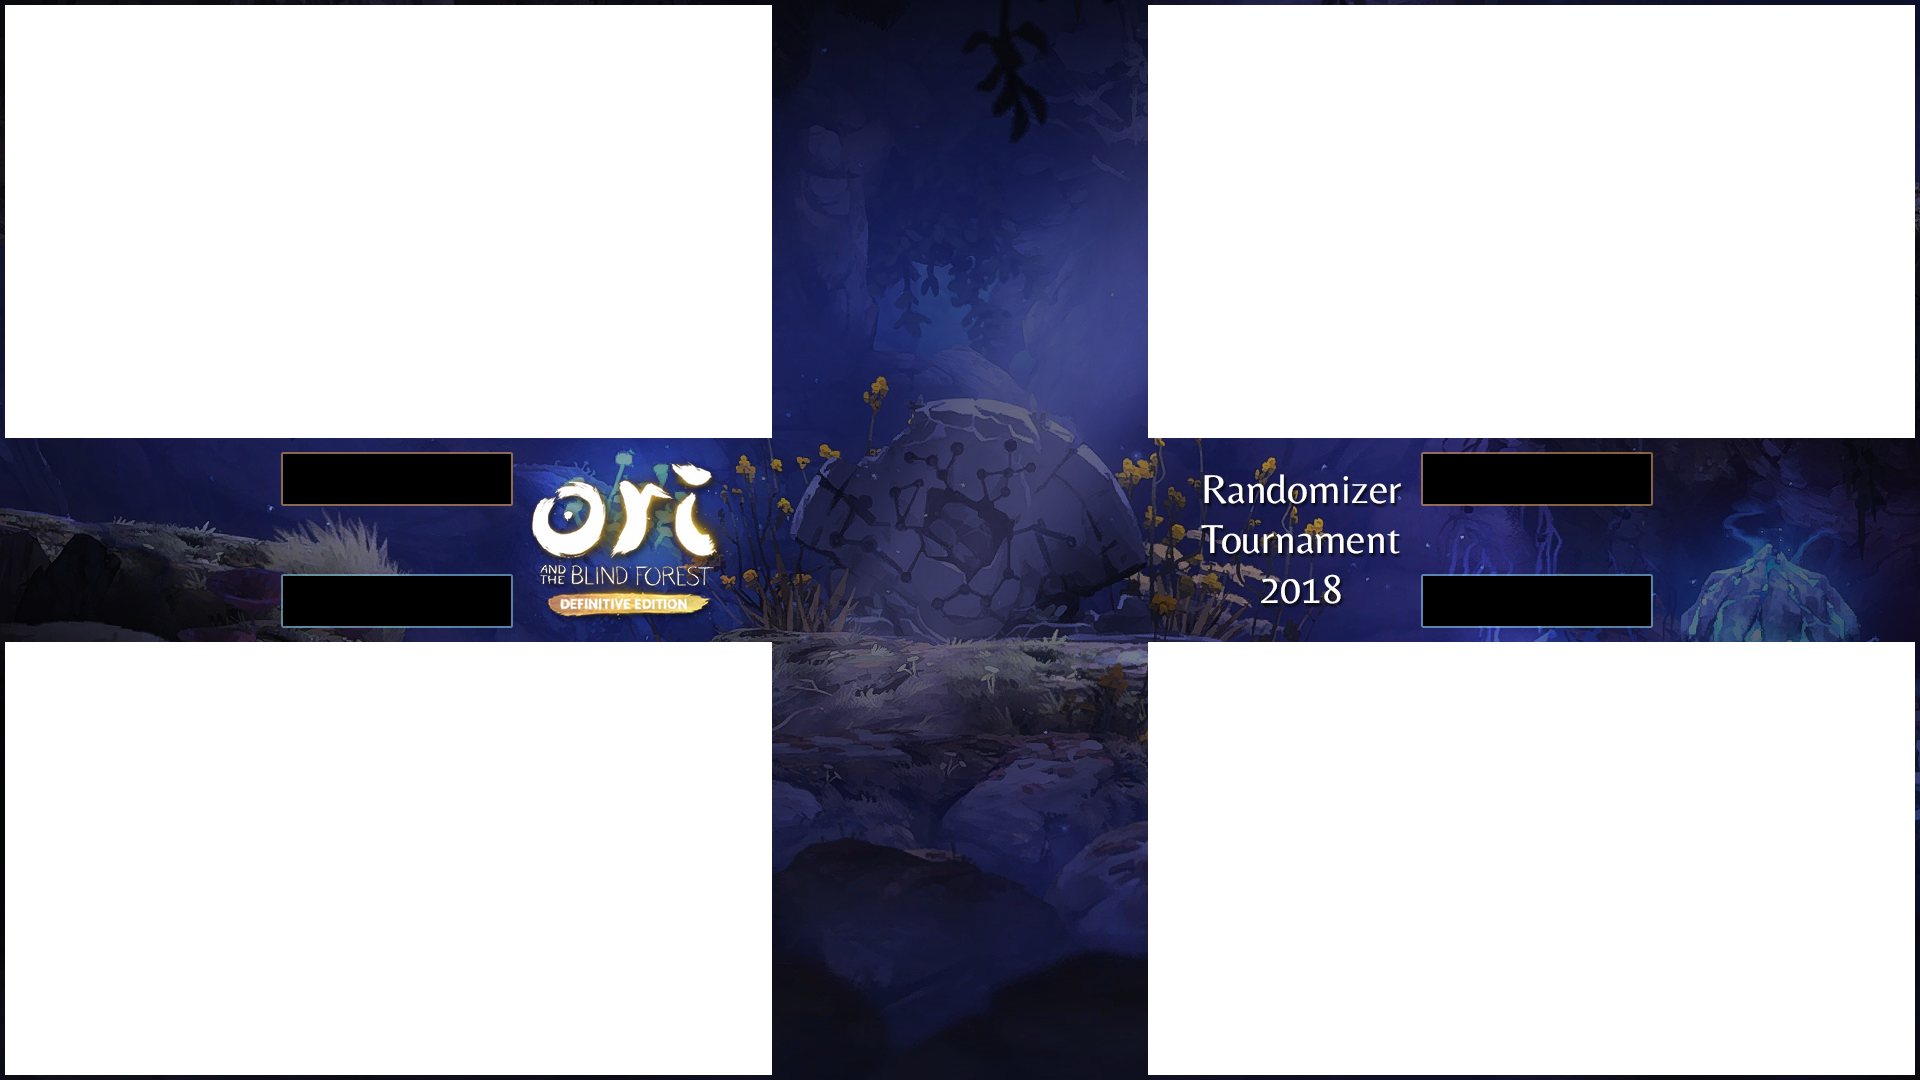 ori
AND THE BLIND FOREST
DEFINITIVE EDITION
Randomizer
Tournament
2018